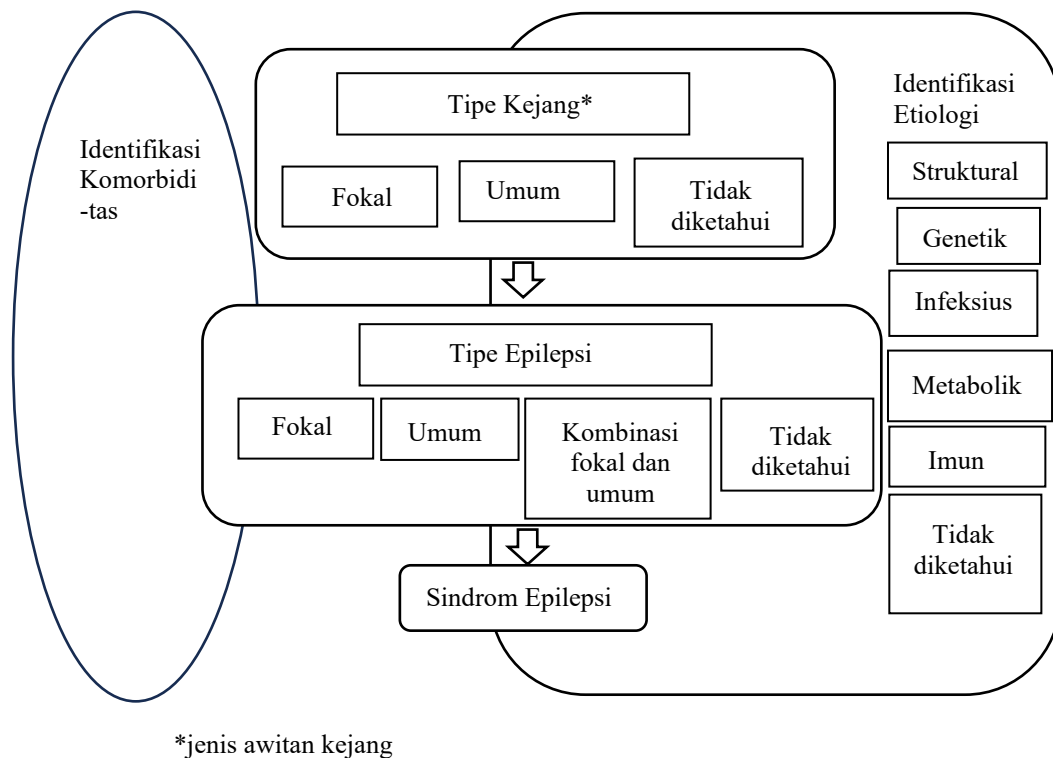 Identifikasi
Komorbidi
-tas
Tipe Kejang*
Fokal
Umum
Tidak
diketahui
Tipe Epilepsi
Fokal
Umum
Kombinasi
fokal dan
umum
Tidak
diketahui
Sindrom Epilepsi
Identifikasi
Etiologi
Struktural
Genetik
Infeksius
Metabolik
Imun
Tidak
diketahui
*jenis awitan kejang